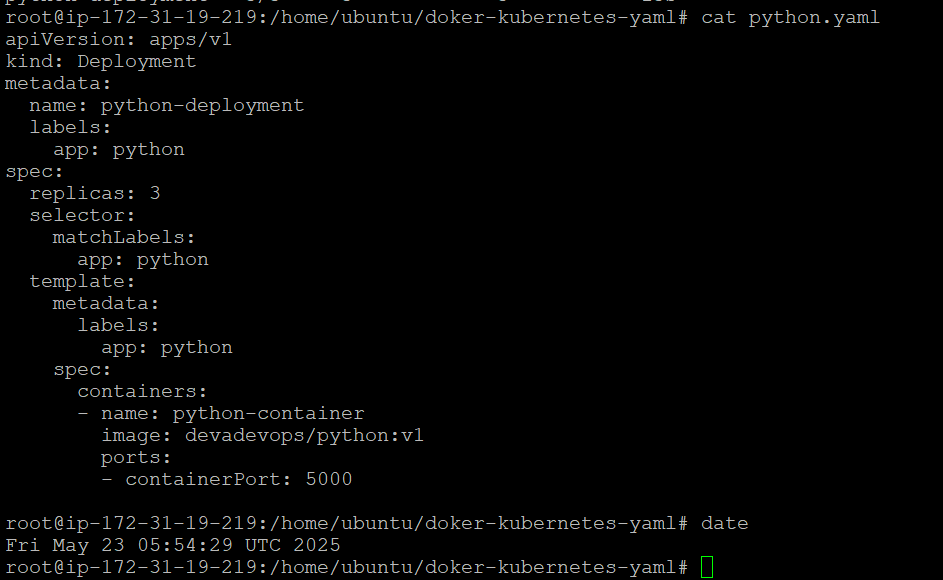 root@ip-172-31-19-219:/home/ubuntu/doker-kubernetes-yaml# cat python.yaml
apiVersion: apps/v1
kind: Deployment
metadata:
  name: python-deployment
  labels:
    app: python
spec:
  replicas: 3
  selector:
    matchLabels:
      app: python
  template:
    metadata:
      labels:
        app: python
    spec:
      containers:
      - name: python-container
        image: devadevops/python:v1
        ports:
        - containerPort: 5000

root@ip-172-31-19-219:/home/ubuntu/doker-kubernetes-yaml# date
Fri May 23 05:54:29 UTC 2025
root@ip-172-31-19-219:/home/ubuntu/doker-kubernetes-yaml#